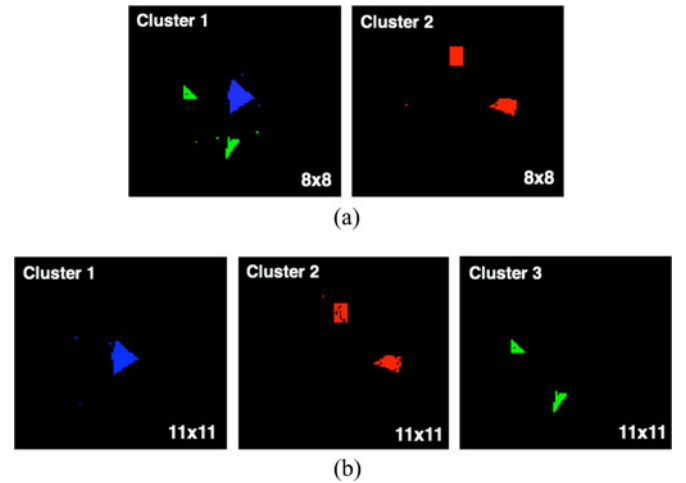 Cluster 1
Cluster 2
8x8
8x8
(a)
Cluster 1
Cluster 2
Cluster 3
11x11
11x11
11x11
(b)